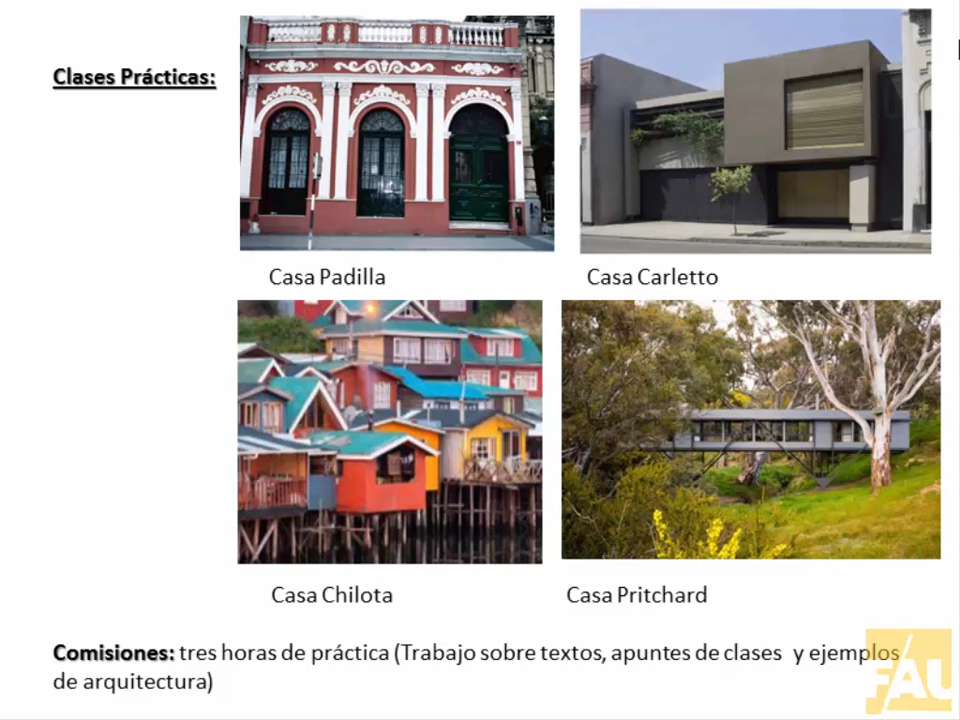 Clases Prácticas:
Casa Padilla
Casa Carletto
Casa Chilota
Casa Pritchard
Comisiones: tres horas de práctica (Trabajo sobre textos, apuntes de clases y ejemplos
de arquitectura)
FAU